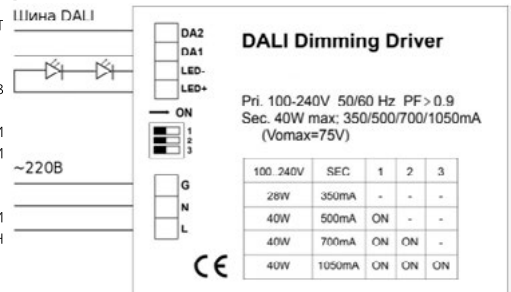 Шина DALI
DA2
DA1
LED-
LED+
DALI Dimming Driver
Pri. 100-240V 50/60 Hz PF>0.9
Sec. 40W max; 350/500/700/1050mA
(Vomax=75V)
ON
1
2
3
~220В
G
N
L
100..240V SEC 1 2 3
28W 350mA - - -
40W 500mA ON - -
40W 700mA ON ON -
40W 1050mA ON ON ON
CE